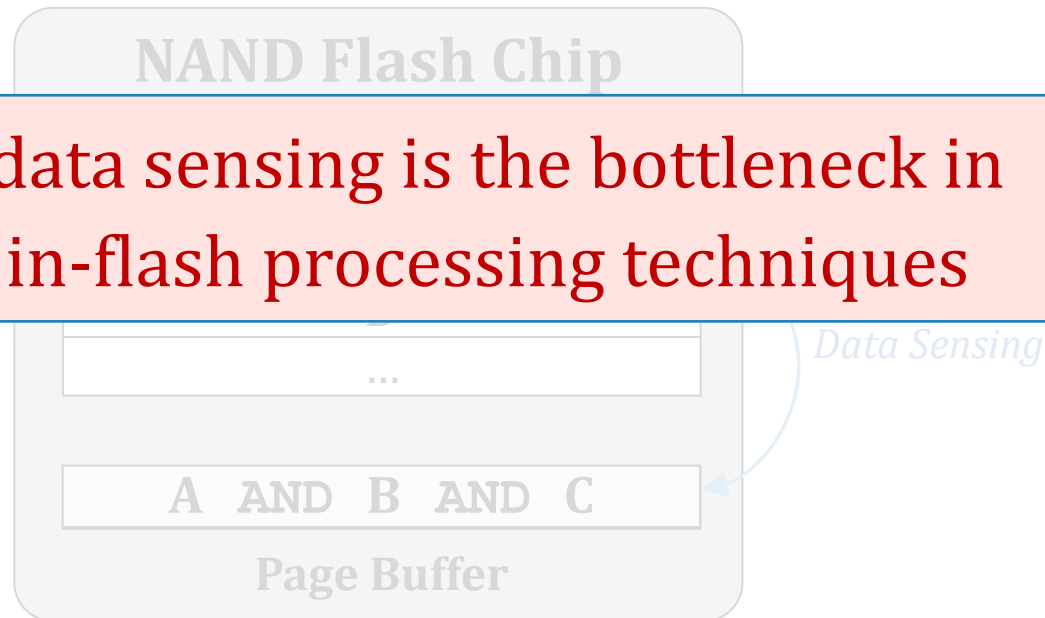 NAND Flash Chip
data sensing is the bottleneck in
in-flash processing techniques
Data Sensing
...
A AND B AND C
Page Buffer